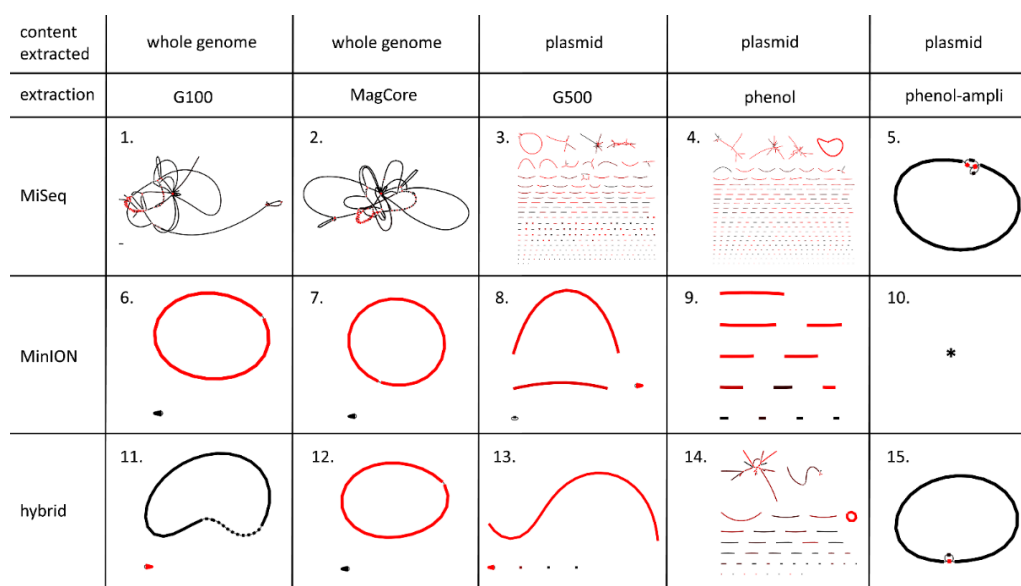 content extracted whole genome whole genome plasmid plasmid plasmid
extraction G100 MagCore G500 phenol phenol-ampli
MiSeq 1. 2. 3. 4. 5.
MinION 6. 7. 8. 9. 10.
*
hybrid 11. 12. 13. 14. 15.